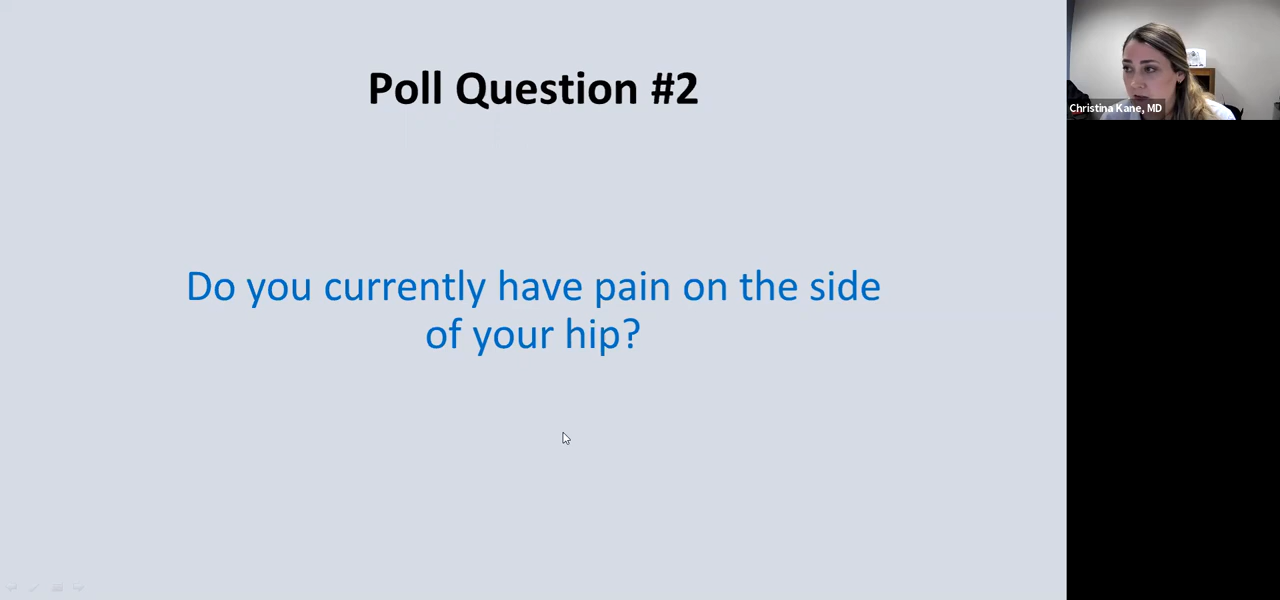 Poll Question #2
Do you currently have pain on the side
of your hip?
Christina Kane, MD